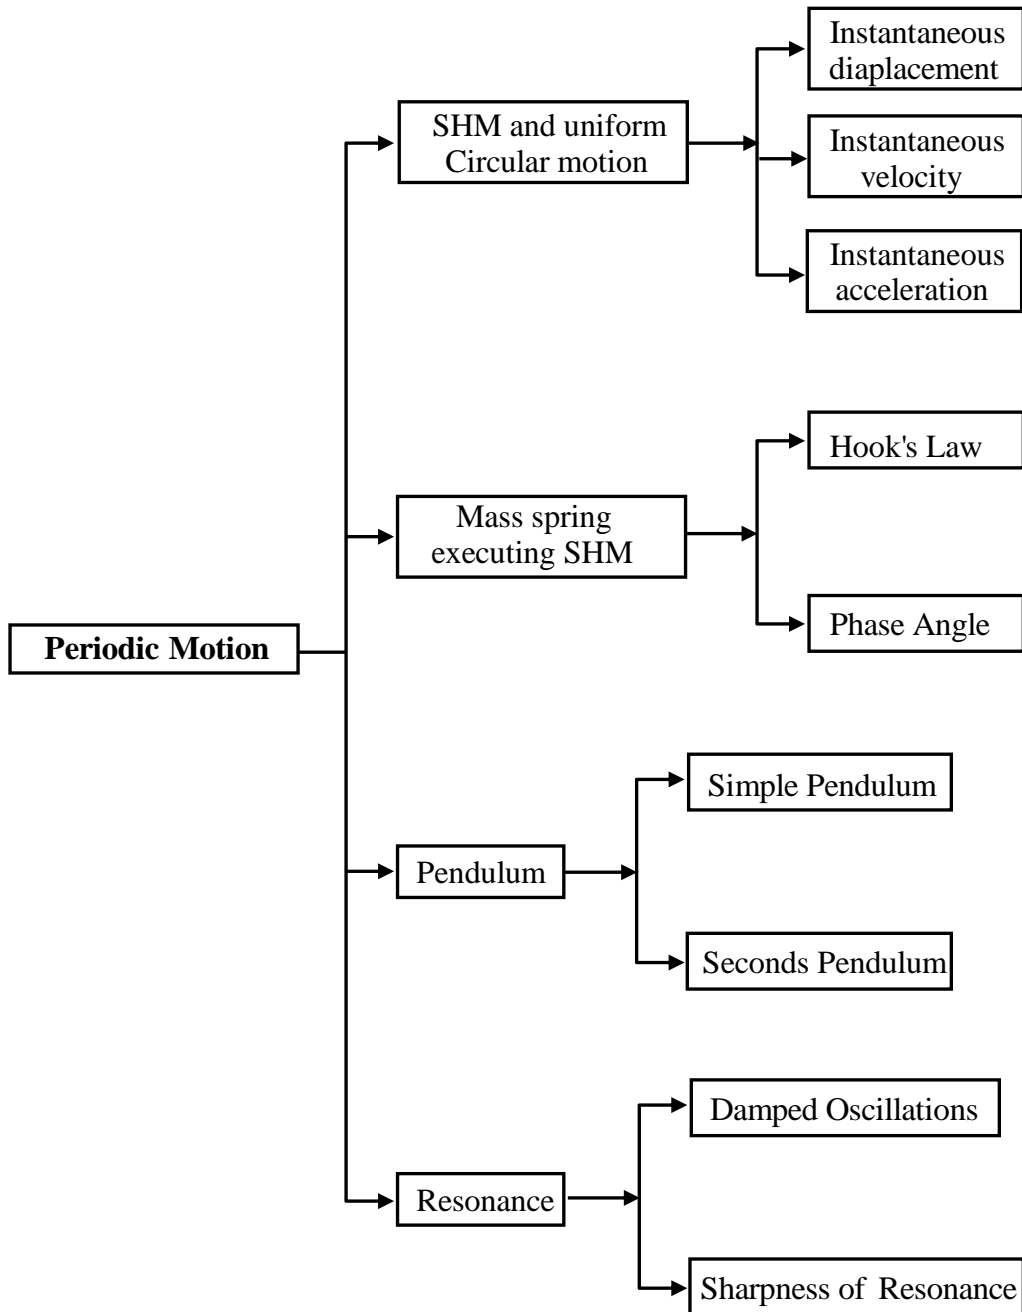 Instantaneous
diaplacement
SHM and uniform
Circular motion
Instantaneous
velocity
Instantaneous
acceleration
Hook's Law
Mass spring
executing SHM
Phase Angle
Periodic Motion
Simple Pendulum
Pendulum
Seconds Pendulum
Damped Oscillations
Resonance
Sharpness of Resonance